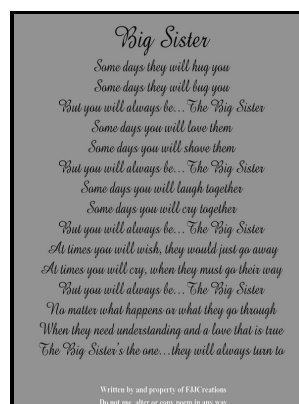 Big Sister
Some days they will hug you
Some days they will bug you
But you will always be...The Big Sister
Some days you will love them
Some days you will shove them
But you will always be...The Big Sister
Some days you will laugh together
Some days you will cry together
But you will always be...The Big Sister
At times you will wish, they would just go away
At times you will cry, when they must go their way
But you will always be...The Big Sister
No matter what happens or what they go through
When they need understanding and a love that is true
The Big Sister's the one...they will always turn to
Written by and property of FJJCreations
Do not use, alter or copy poem in any way